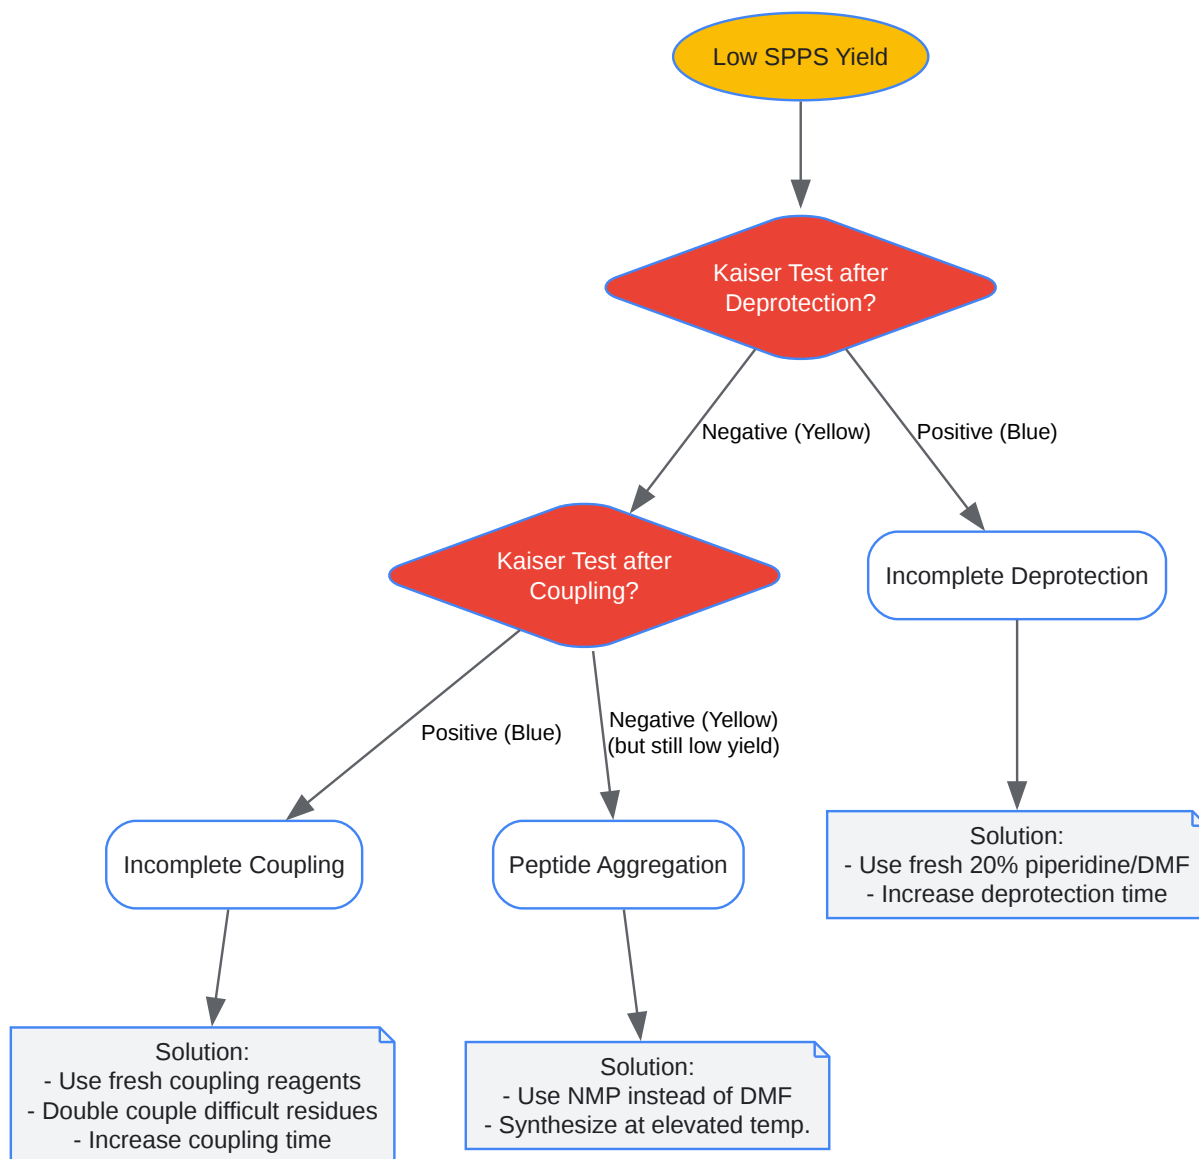 Low SPPS Yield
Kaiser Test after
Deprotection?
Negative (Yellow)
Positive (Blue)
Kaiser Test after
Coupling?
Incomplete Deprotection
Positive (Blue)
Negative (Yellow)
(but still low yield)
Incomplete Coupling
Peptide Aggregation
Solution:
- Use fresh 20% piperidine/DMF
- Increase deprotection time
Solution:
- Use fresh coupling reagents
- Double couple difficult residues
- Increase coupling time
Solution:
- Use NMP instead of DMF
- Synthesize at elevated temp.